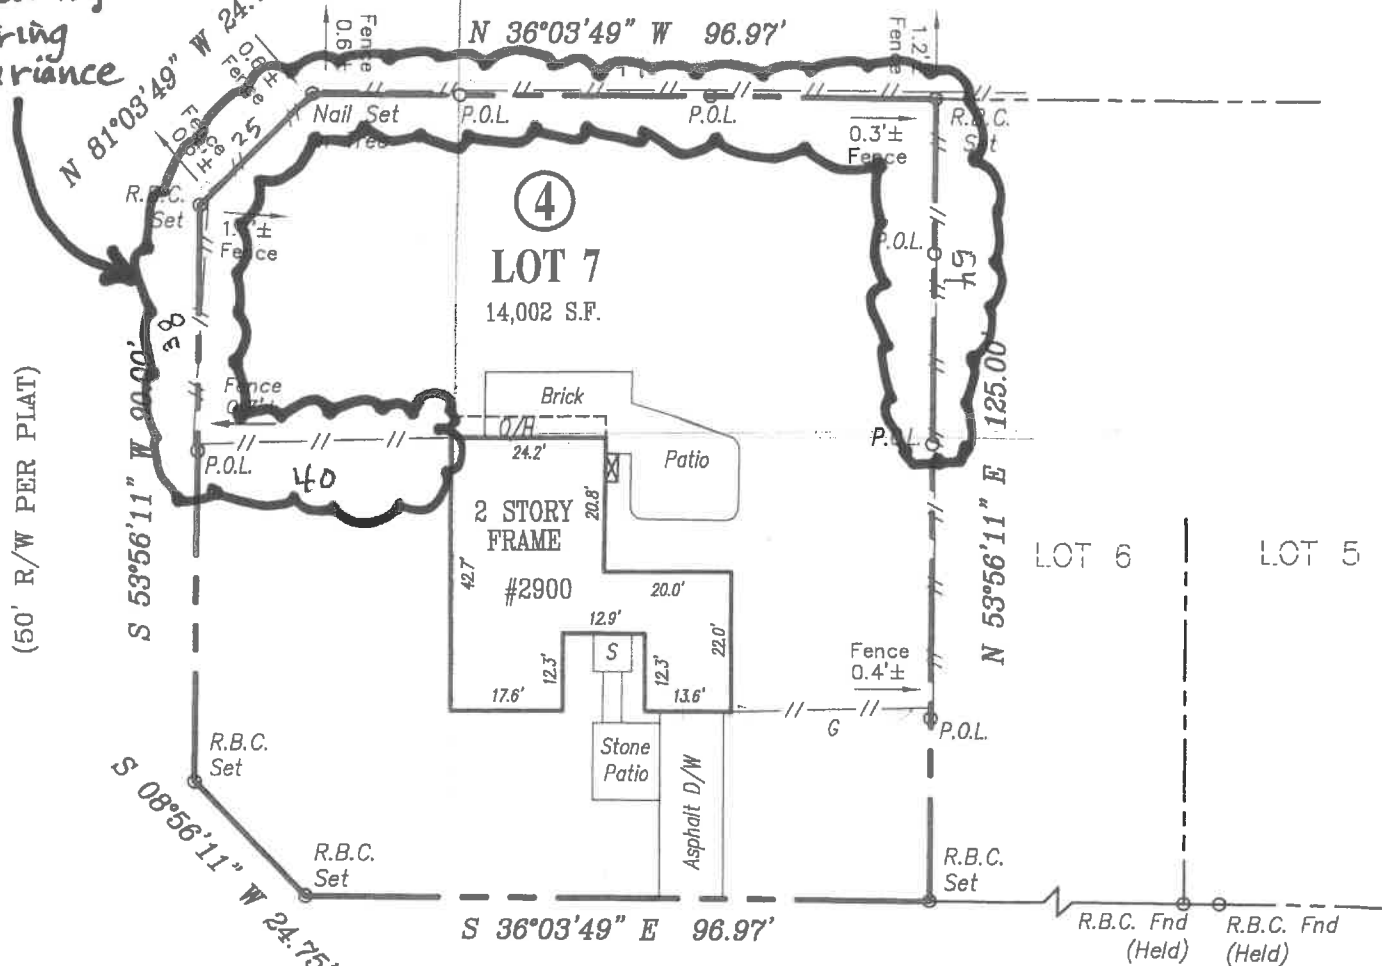 riance
N 81°03'49" W 24.
Fence
0.6'±
N 36°03'49" W 96.97'
1.2'
0.6'±
Fence
Fence
25
Nail Set
P.O.L.
P.O.L.
R.B.C.
Set
0.3'±
Fence
R.B.C.
Set
Fence
4
LOT 7
14,002 S.F.
P.O.L.
54
38
(50' R/W PER PLAT)
S 53°56'11" W 90.00'
Fence
P.O.L.
40
Brick
O/H
24.2'
Patio
P.O.L.
N 53°56'11" E 125.00'
2 STORY
FRAME
#2900
20.8'
42.7'
20.0'
12.9'
22.0'
S
12.3'
12.3'
17.6'
13.6'
LOT 6
LOT 5
Fence
0.4'±
G
P.O.L.
Stone
Patio
Asphalt D/W
R.B.C.
Set
S 08°56'11" W 24.75'
R.B.C.
Set
R.B.C.
Set
S 36°03'49" E 96.97'
R.B.C. Fnd
(Held)
R.B.C. Fnd
(Held)